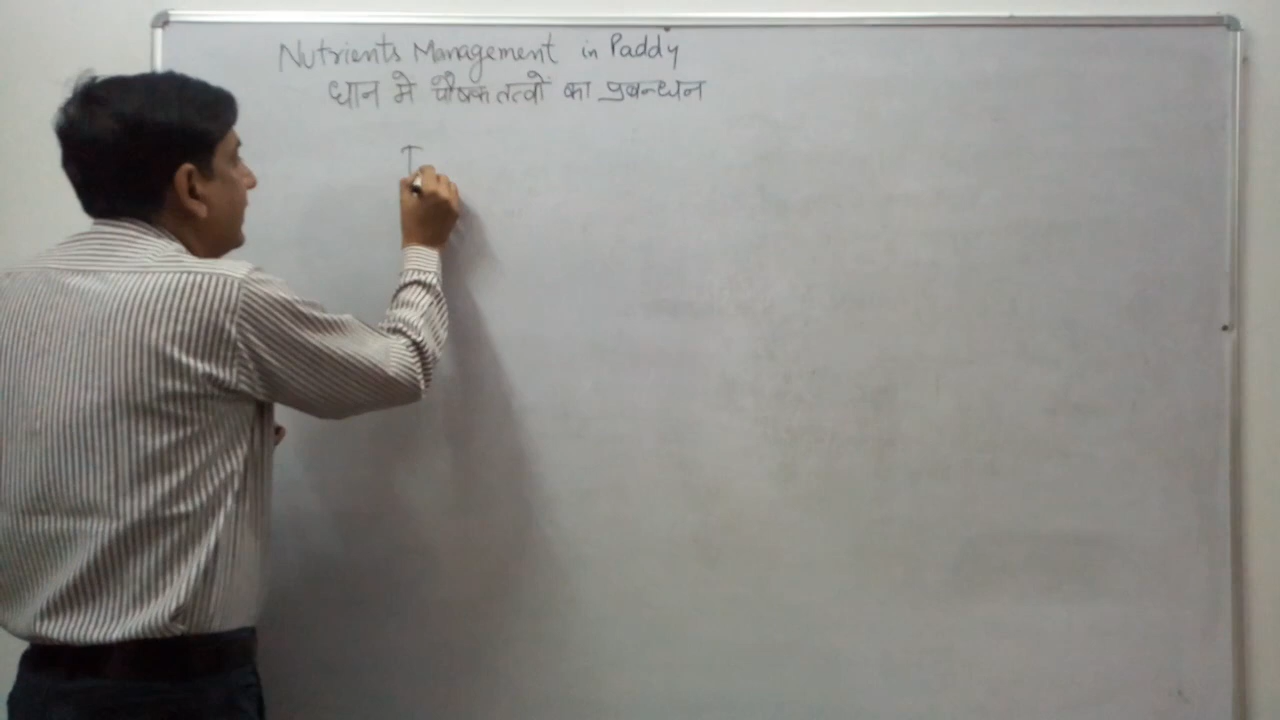 Nutrients Management in Paddy
धान मे पौषक तत्वों का प्रबन्धन
T